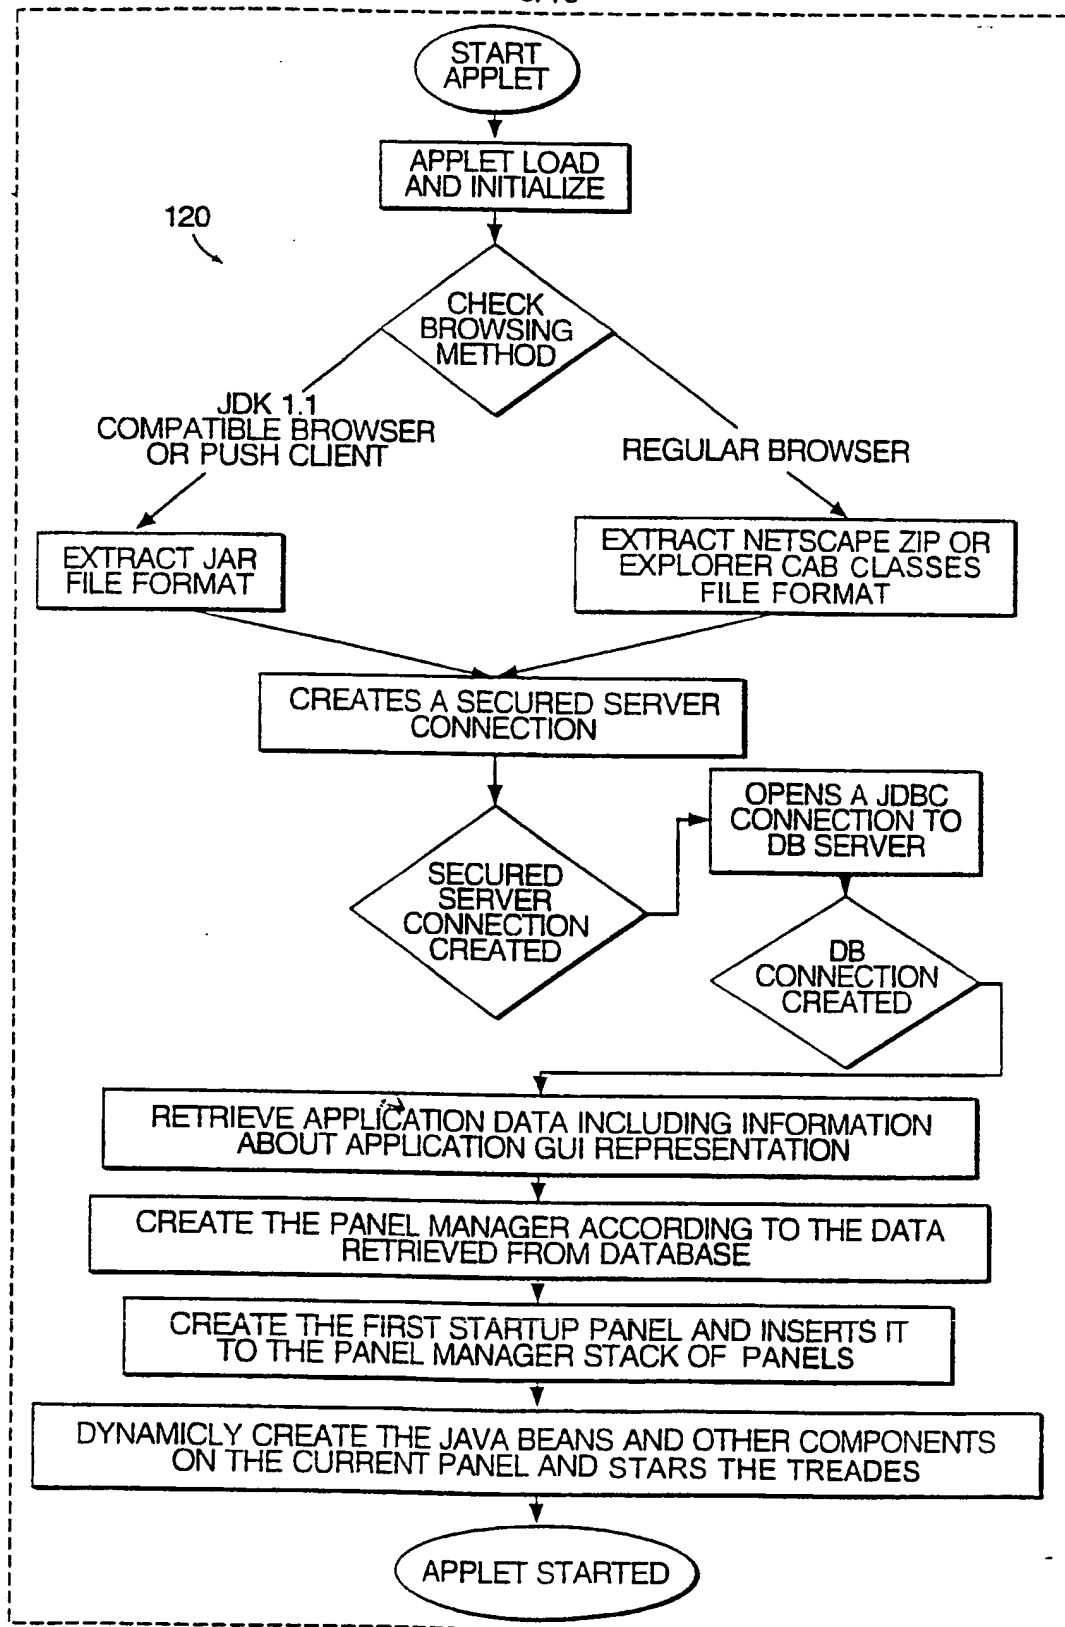 START
APPLET
APPLET LOAD
AND INITIALIZE
120
CHECK
BROWSING
METHOD
JDK 1.1
COMPATIBLE BROWSER
OR PUSH CLIENT
REGULAR BROWSER
EXTRACT JAR
FILE FORMAT
EXTRACT NETSCAPE ZIP OR
EXPLORER CAB CLASSES
FILE FORMAT
CREATES A SECURED SERVER
CONNECTION
OPENS A JDBC
CONNECTION TO
DB SERVER
SECURED
SERVER
CONNECTION
CREATED
DB
CONNECTION
CREATED
RETRIEVE APPLICATION DATA INCLUDING INFORMATION
ABOUT APPLICATION GUI REPRESENTATION
CREATE THE PANEL MANAGER ACCORDING TO THE DATA
RETRIEVED FROM DATABASE
CREATE THE FIRST STARTUP PANEL AND INSERTS IT
TO THE PANEL MANAGER STACK OF PANELS
DYNAMICLY CREATE THE JAVA BEANS AND OTHER COMPONENTS
ON THE CURRENT PANEL AND STARS THE TREADES
APPLET STARTED